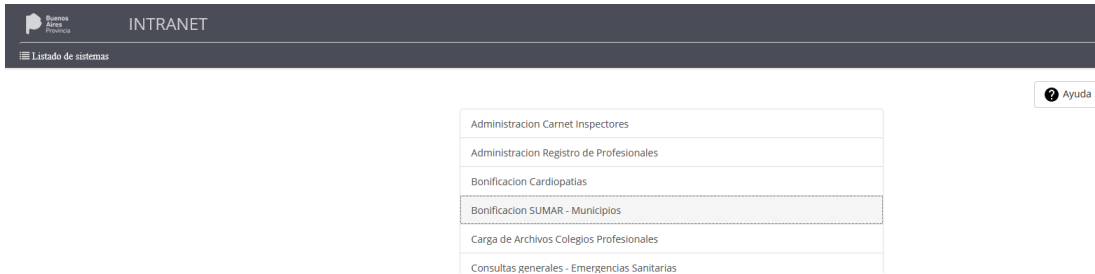 Buenos
Aires
Provincia
INTRANET
Listado de sistemas
Ayuda
Administracion Carnet Inspectores
Administracion Registro de Profesionales
Bonificacion Cardiopatias
Bonificacion SUMAR - Municipios
Carga de Archivos Colegios Profesionales
Consultas generales - Emergencias Sanitarias